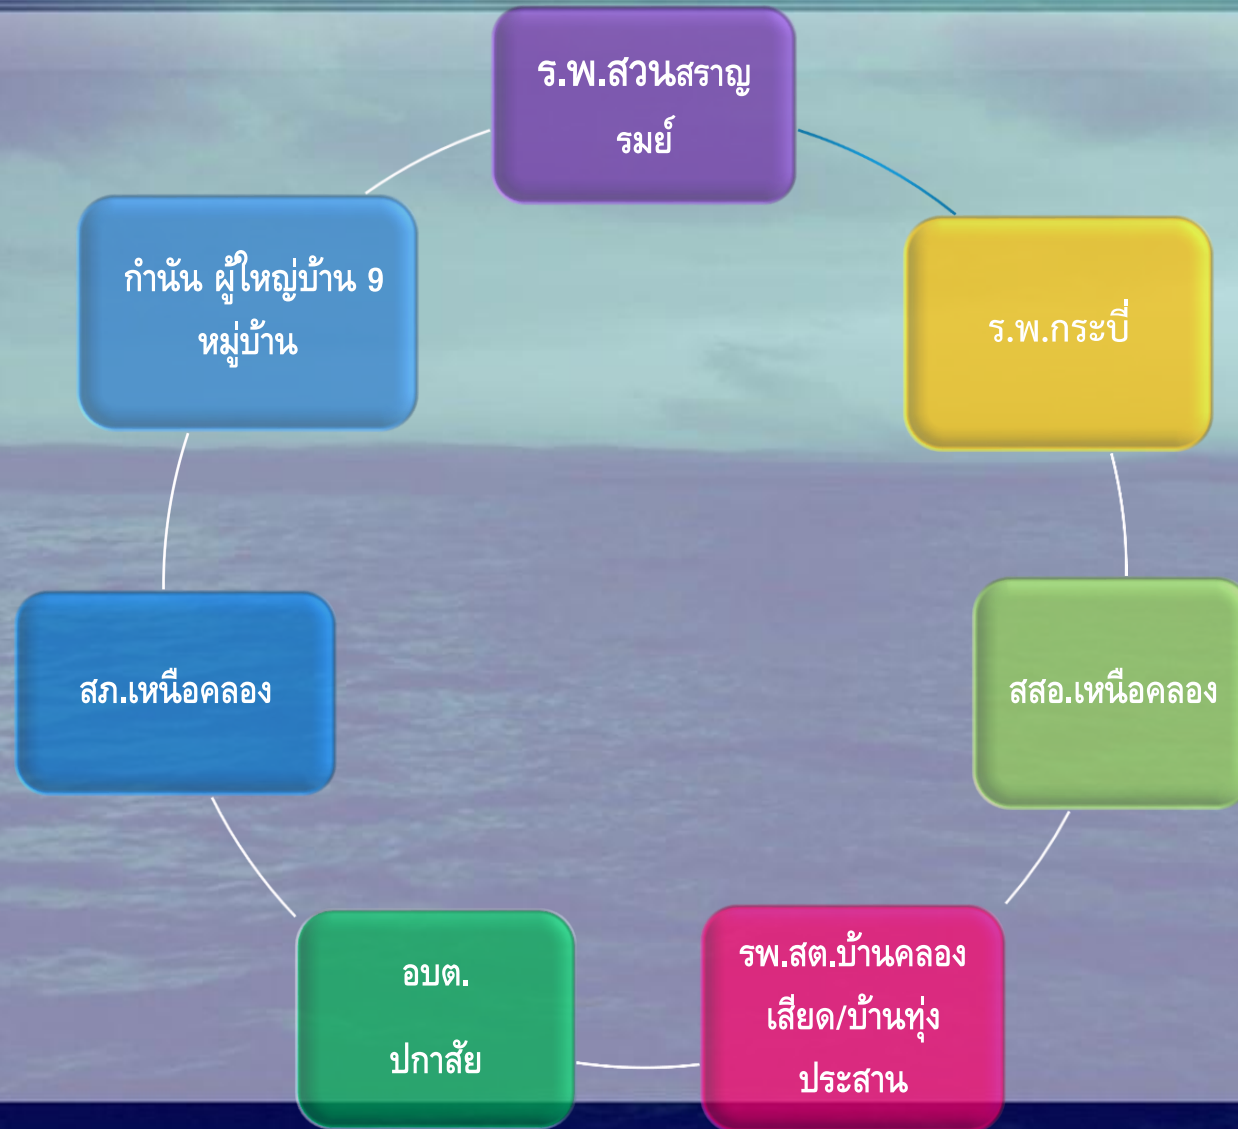 ร.พ.สวนสราญ
รมย์
ร.พ.กระบี่
สสอ.เหนือคลอง
รพ.สต.บ้านคลอง
เสียด/บ้านทุ่ง
ประสาน
อบต.
ปกาสัย
สภ.เหนือคลอง
กำนัน ผู้ใหญ่บ้าน 9
หมู่บ้าน